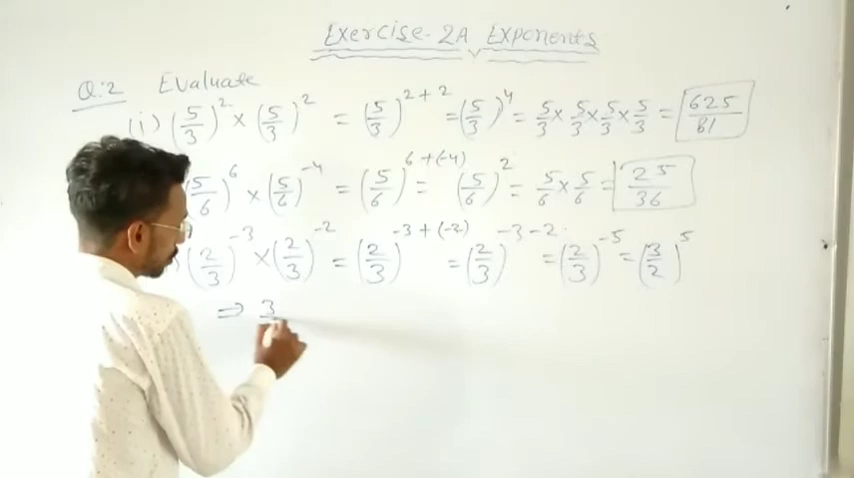 Exercise-2A Exponents
Q.2 Evaluate
(i) (5/3)^2 × (5/3)^2 = (5/3)^{2+2} = (5/3)^4 = 5/3 × 5/3 × 5/3 × 5/3 = 625/81
(5/6)^6 × (5/6)^{-4} = (5/6)^{6+(-4)} = (5/6)^2 = 5/6 × 5/6 = 25/36
) (2/3)^{-3} × (2/3)^{-2} = (2/3)^{-3+(-2)} = (2/3)^{-3-2} = (2/3)^{-5} = (3/2)^5
⇒ 3